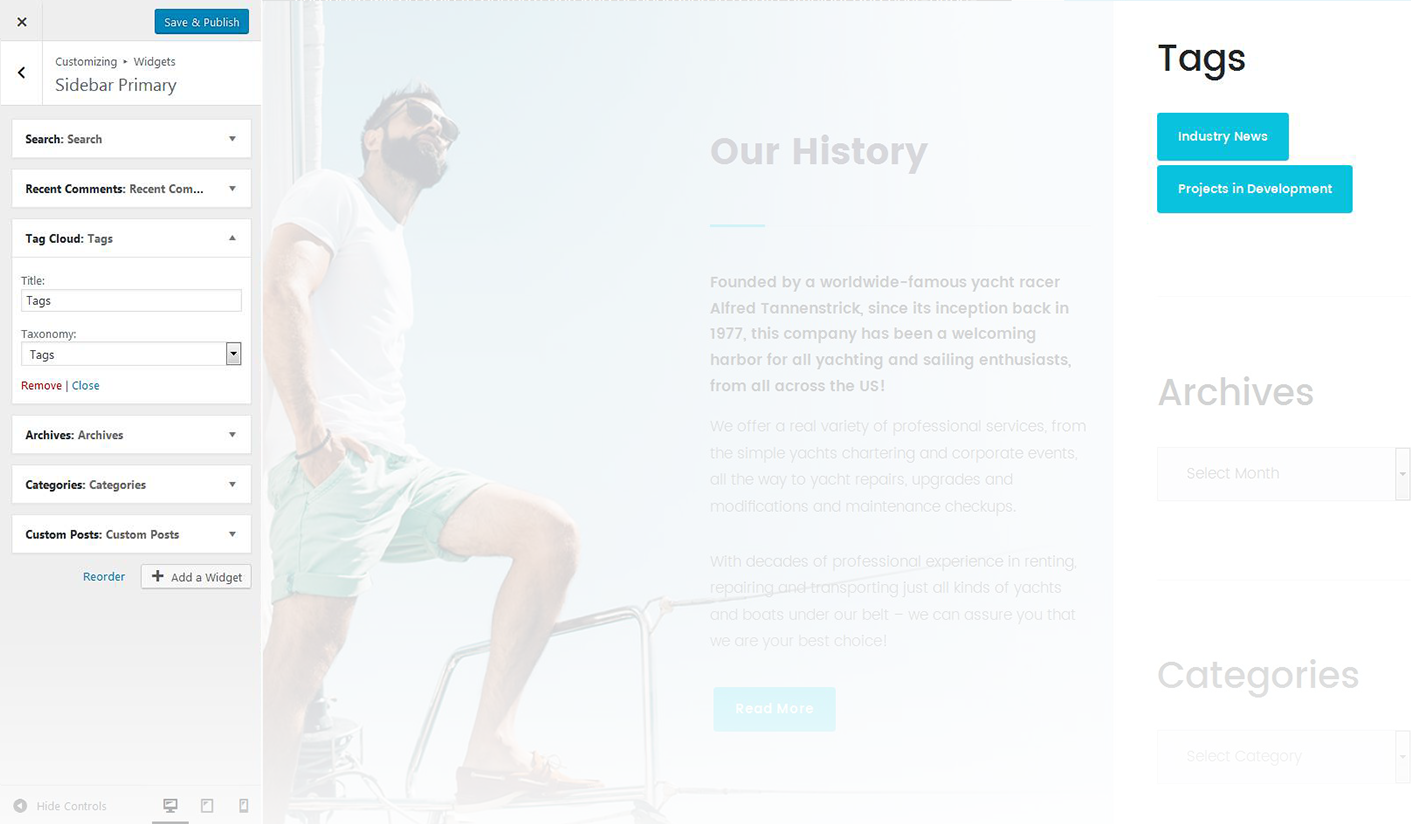 Save & Publish
Customizing ▸ Widgets
Sidebar Primary
Search: Search
Recent Comments: Recent Com...
Tag Cloud: Tags
Title:
Tags
Taxonomy:
Tags
Remove | Close
Archives: Archives
Categories: Categories
Custom Posts: Custom Posts
Reorder
Add a Widget
Hide Controls
Our History
Founded by a worldwide-famous yacht racer
Alfred Tannenstrick, since its inception back in
1977, this company has been a welcoming
harbor for all yachting and sailing enthusiasts,
from all across the US!
We offer a real variety of professional services, from
the simple yachts chartering and corporate events,
all the way to yacht repairs, upgrades and
modifications and maintenance checkups.
With decades of professional experience in renting,
repairing and transporting just all kinds of yachts
and boats under our belt – we can assure you that
we are your best choice!
Read More
Tags
Industry News
Projects in Development
Archives
Select Month
Categories
Select Category